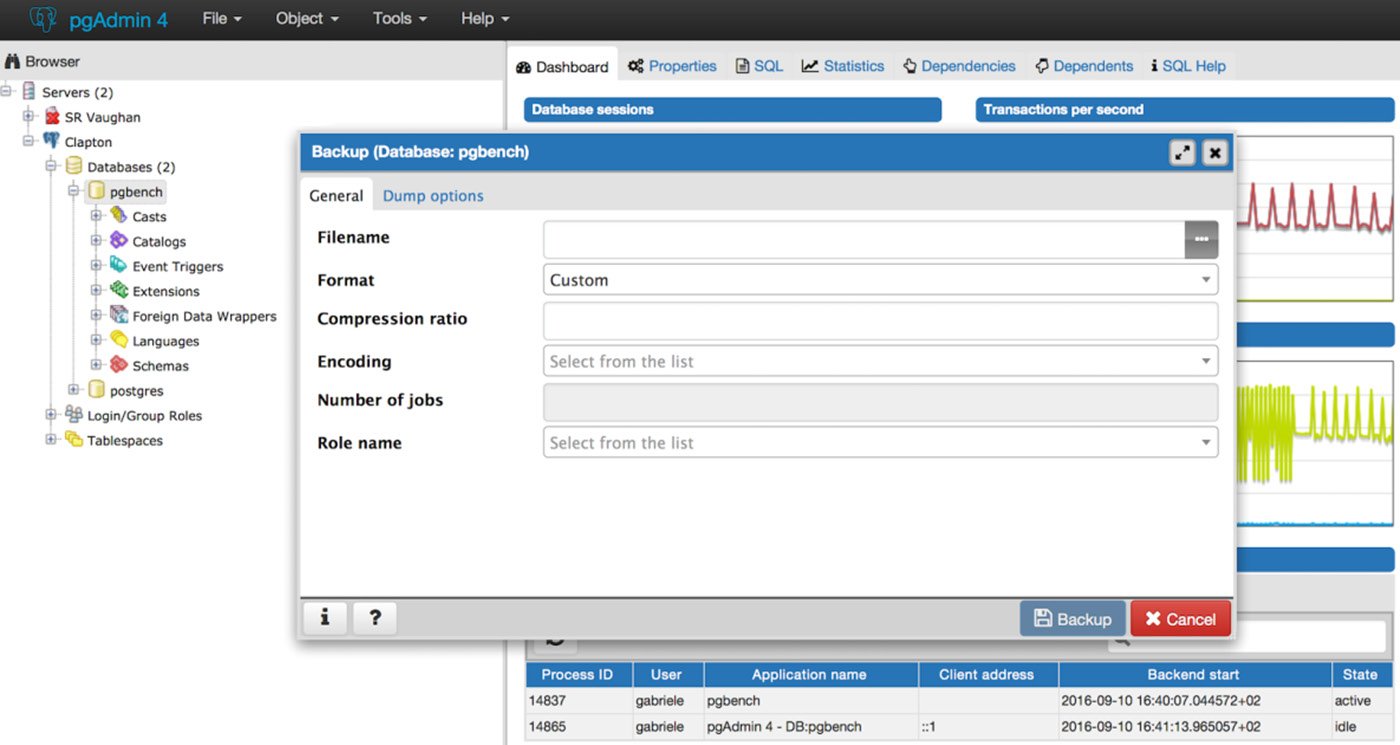 pgAdmin 4 File Object Tools Help
Browser
Servers (2)
SR Vaughan
Clapton
Databases (2)
pgbench
Casts
Catalogs
Event Triggers
Extensions
Foreign Data Wrappers
Languages
Schemas
postgres
Login/Group Roles
Tablespaces
Dashboard Properties SQL Statistics Dependencies Dependents SQL Help
Database sessions Transactions per second
Backup (Database: pgbench)
General Dump options
Filename
Format Custom
Compression ratio
Encoding Select from the list
Number of jobs
Role name Select from the list
i ? Backup Cancel
Process ID User Application name Client address Backend start State
14837 gabriele pgbench 2016-09-10 16:40:07.044572+02 active
14865 gabriele pgAdmin 4 - DB:pgbench ::1 2016-09-10 16:41:13.965057+02 idle